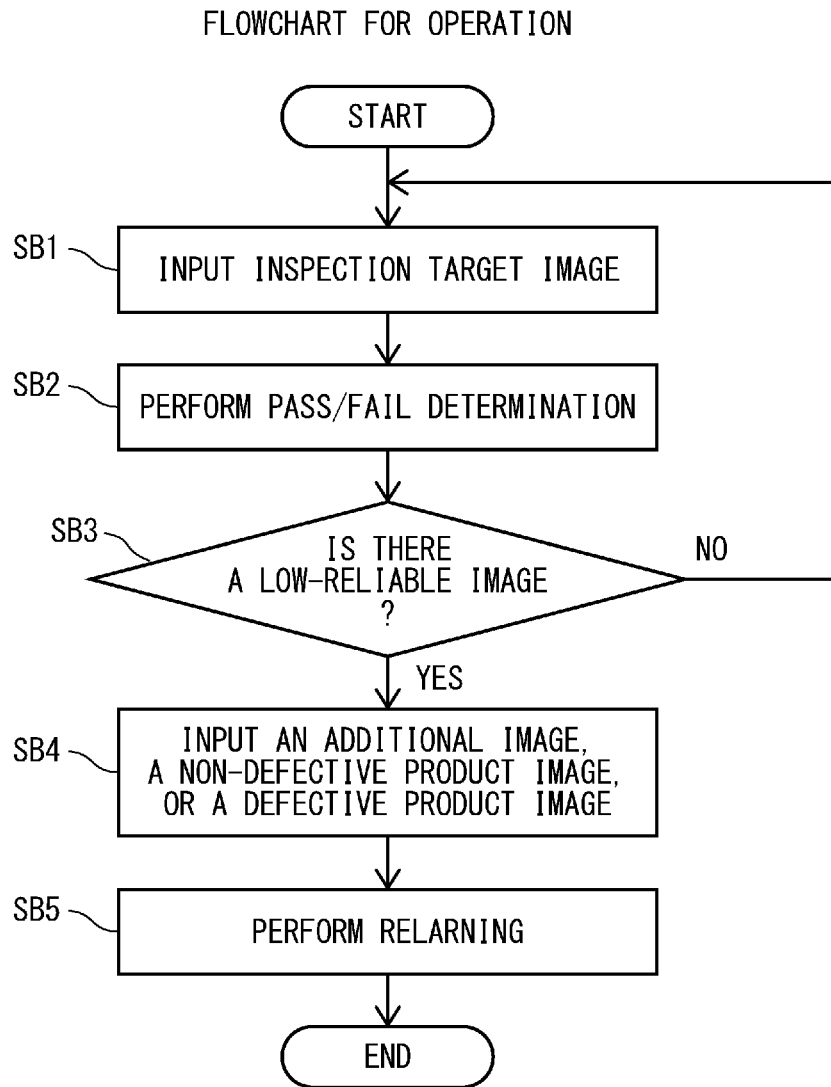 FLOWCHART FOR OPERATION
START
SB1
INPUT INSPECTION TARGET IMAGE
SB2
PERFORM PASS/FAIL DETERMINATION
SB3
IS THERE
A LOW-RELIABLE IMAGE
?
NO
YES
SB4
INPUT AN ADDITIONAL IMAGE,
A NON-DEFECTIVE PRODUCT IMAGE,
OR A DEFECTIVE PRODUCT IMAGE
SB5
PERFORM RELARNING
END